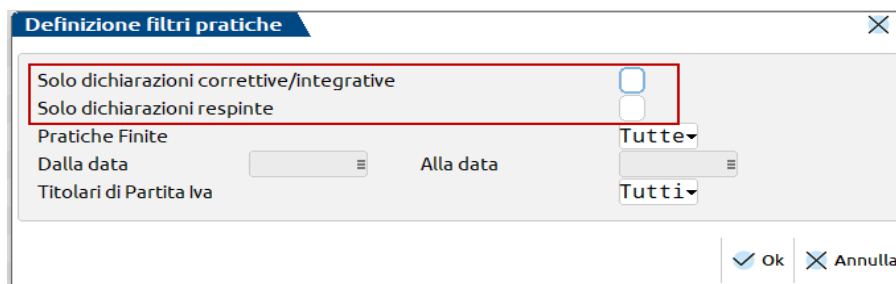 Definizione filtri pratiche
Solo dichiarazioni correttive/integrative
Solo dichiarazioni respinte
Pratiche Finite Tutte
Dalla data Alla data
Titolari di Partita Iva Tutti
Ok Annulla